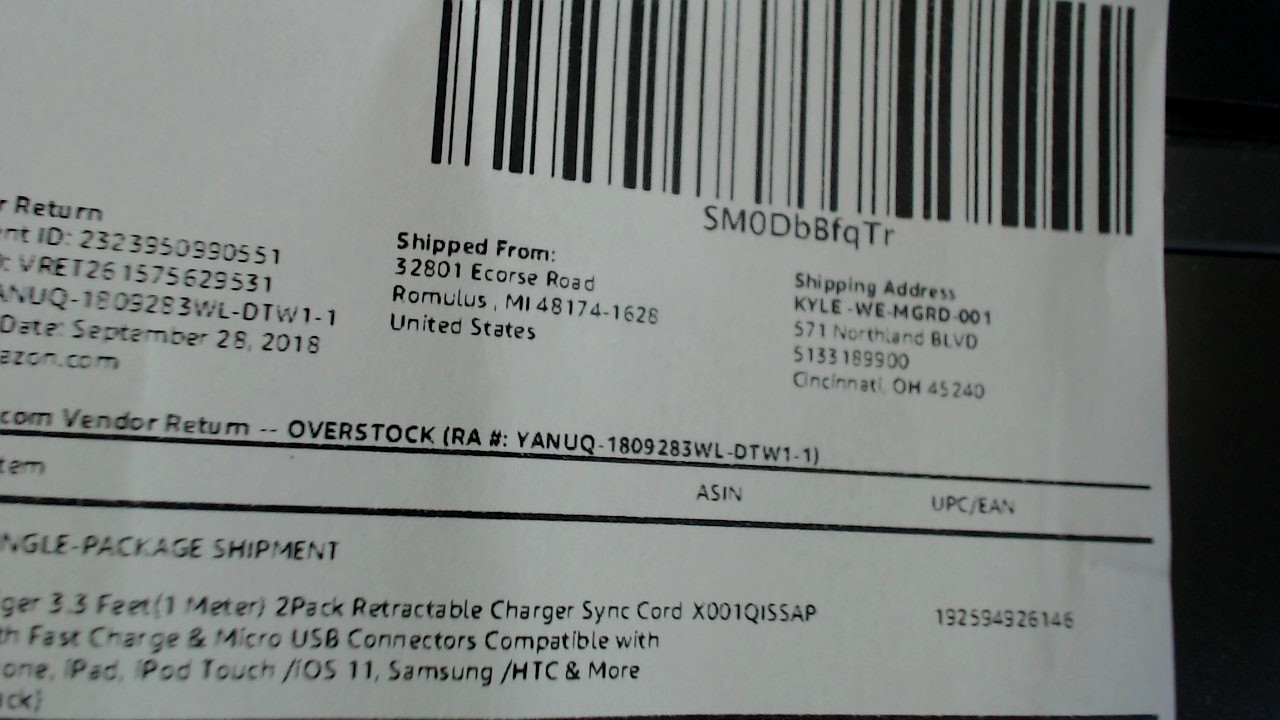 SM0DbBfqTr
r Return
nt ID: 2323950990551
: VRET261575629531
ANUQ-1809283WL-DTW1-1
Date: September 28, 2018
azon.com
Shipped From:
32801 Ecorse Road
Romulus, MI 48174-1628
United States
Shipping Address
KYLE-WE-MGRD-001
571 Northland BLVD
5133189900
Cincinnati, OH 45240
com Vendor Return -- OVERSTOCK (RA #: YANUQ-1809283WL-DTW1-1)
tem ASIN UPC/EAN
NGLE-PACKAGE SHIPMENT
ger 3.3 Feet(1 Meter) 2Pack Retractable Charger Sync Cord X001QISSAP 192594926146
th Fast Charge & Micro USB Connectors Compatible with
one, iPad, iPod Touch /iOS 11, Samsung /HTC & More
ack)